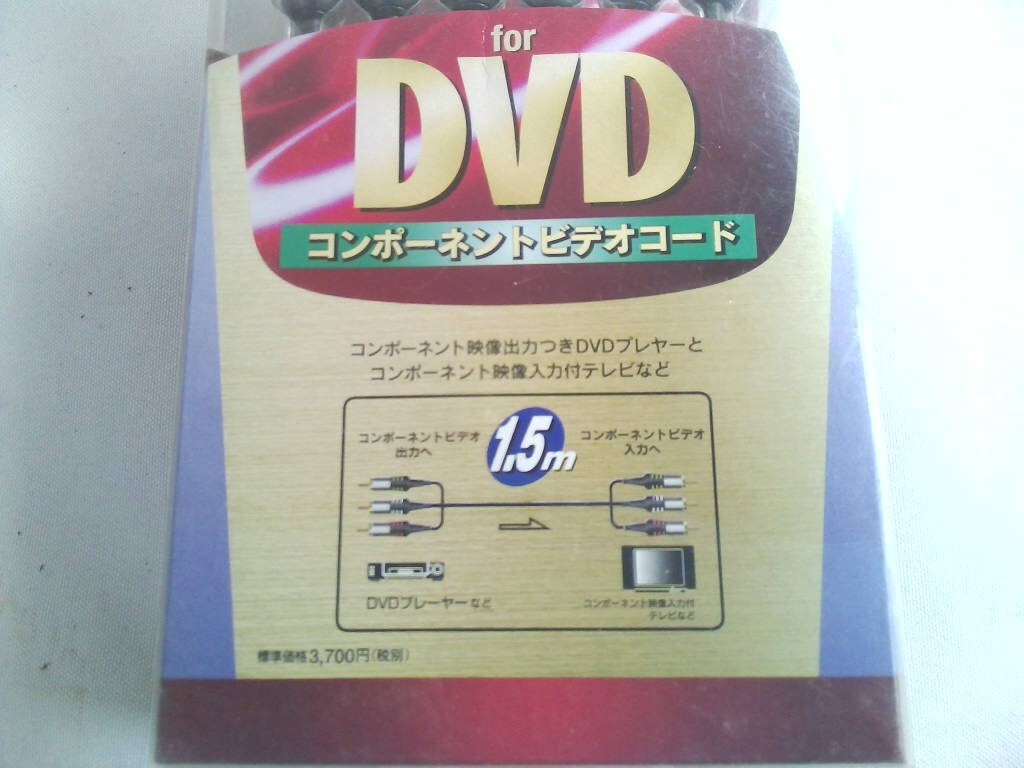 for
DVD
コンポーネントビデオコード
コンポーネント映像出力つきDVDプレヤーと
コンポーネント映像入力付テレビなど
1.5m
コンポーネントビデオ
出力へ
コンポーネントビデオ
入力へ
DVDプレーヤーなど
コンポーネント映像入力付
テレビなど
標準価格3,700円(税別)